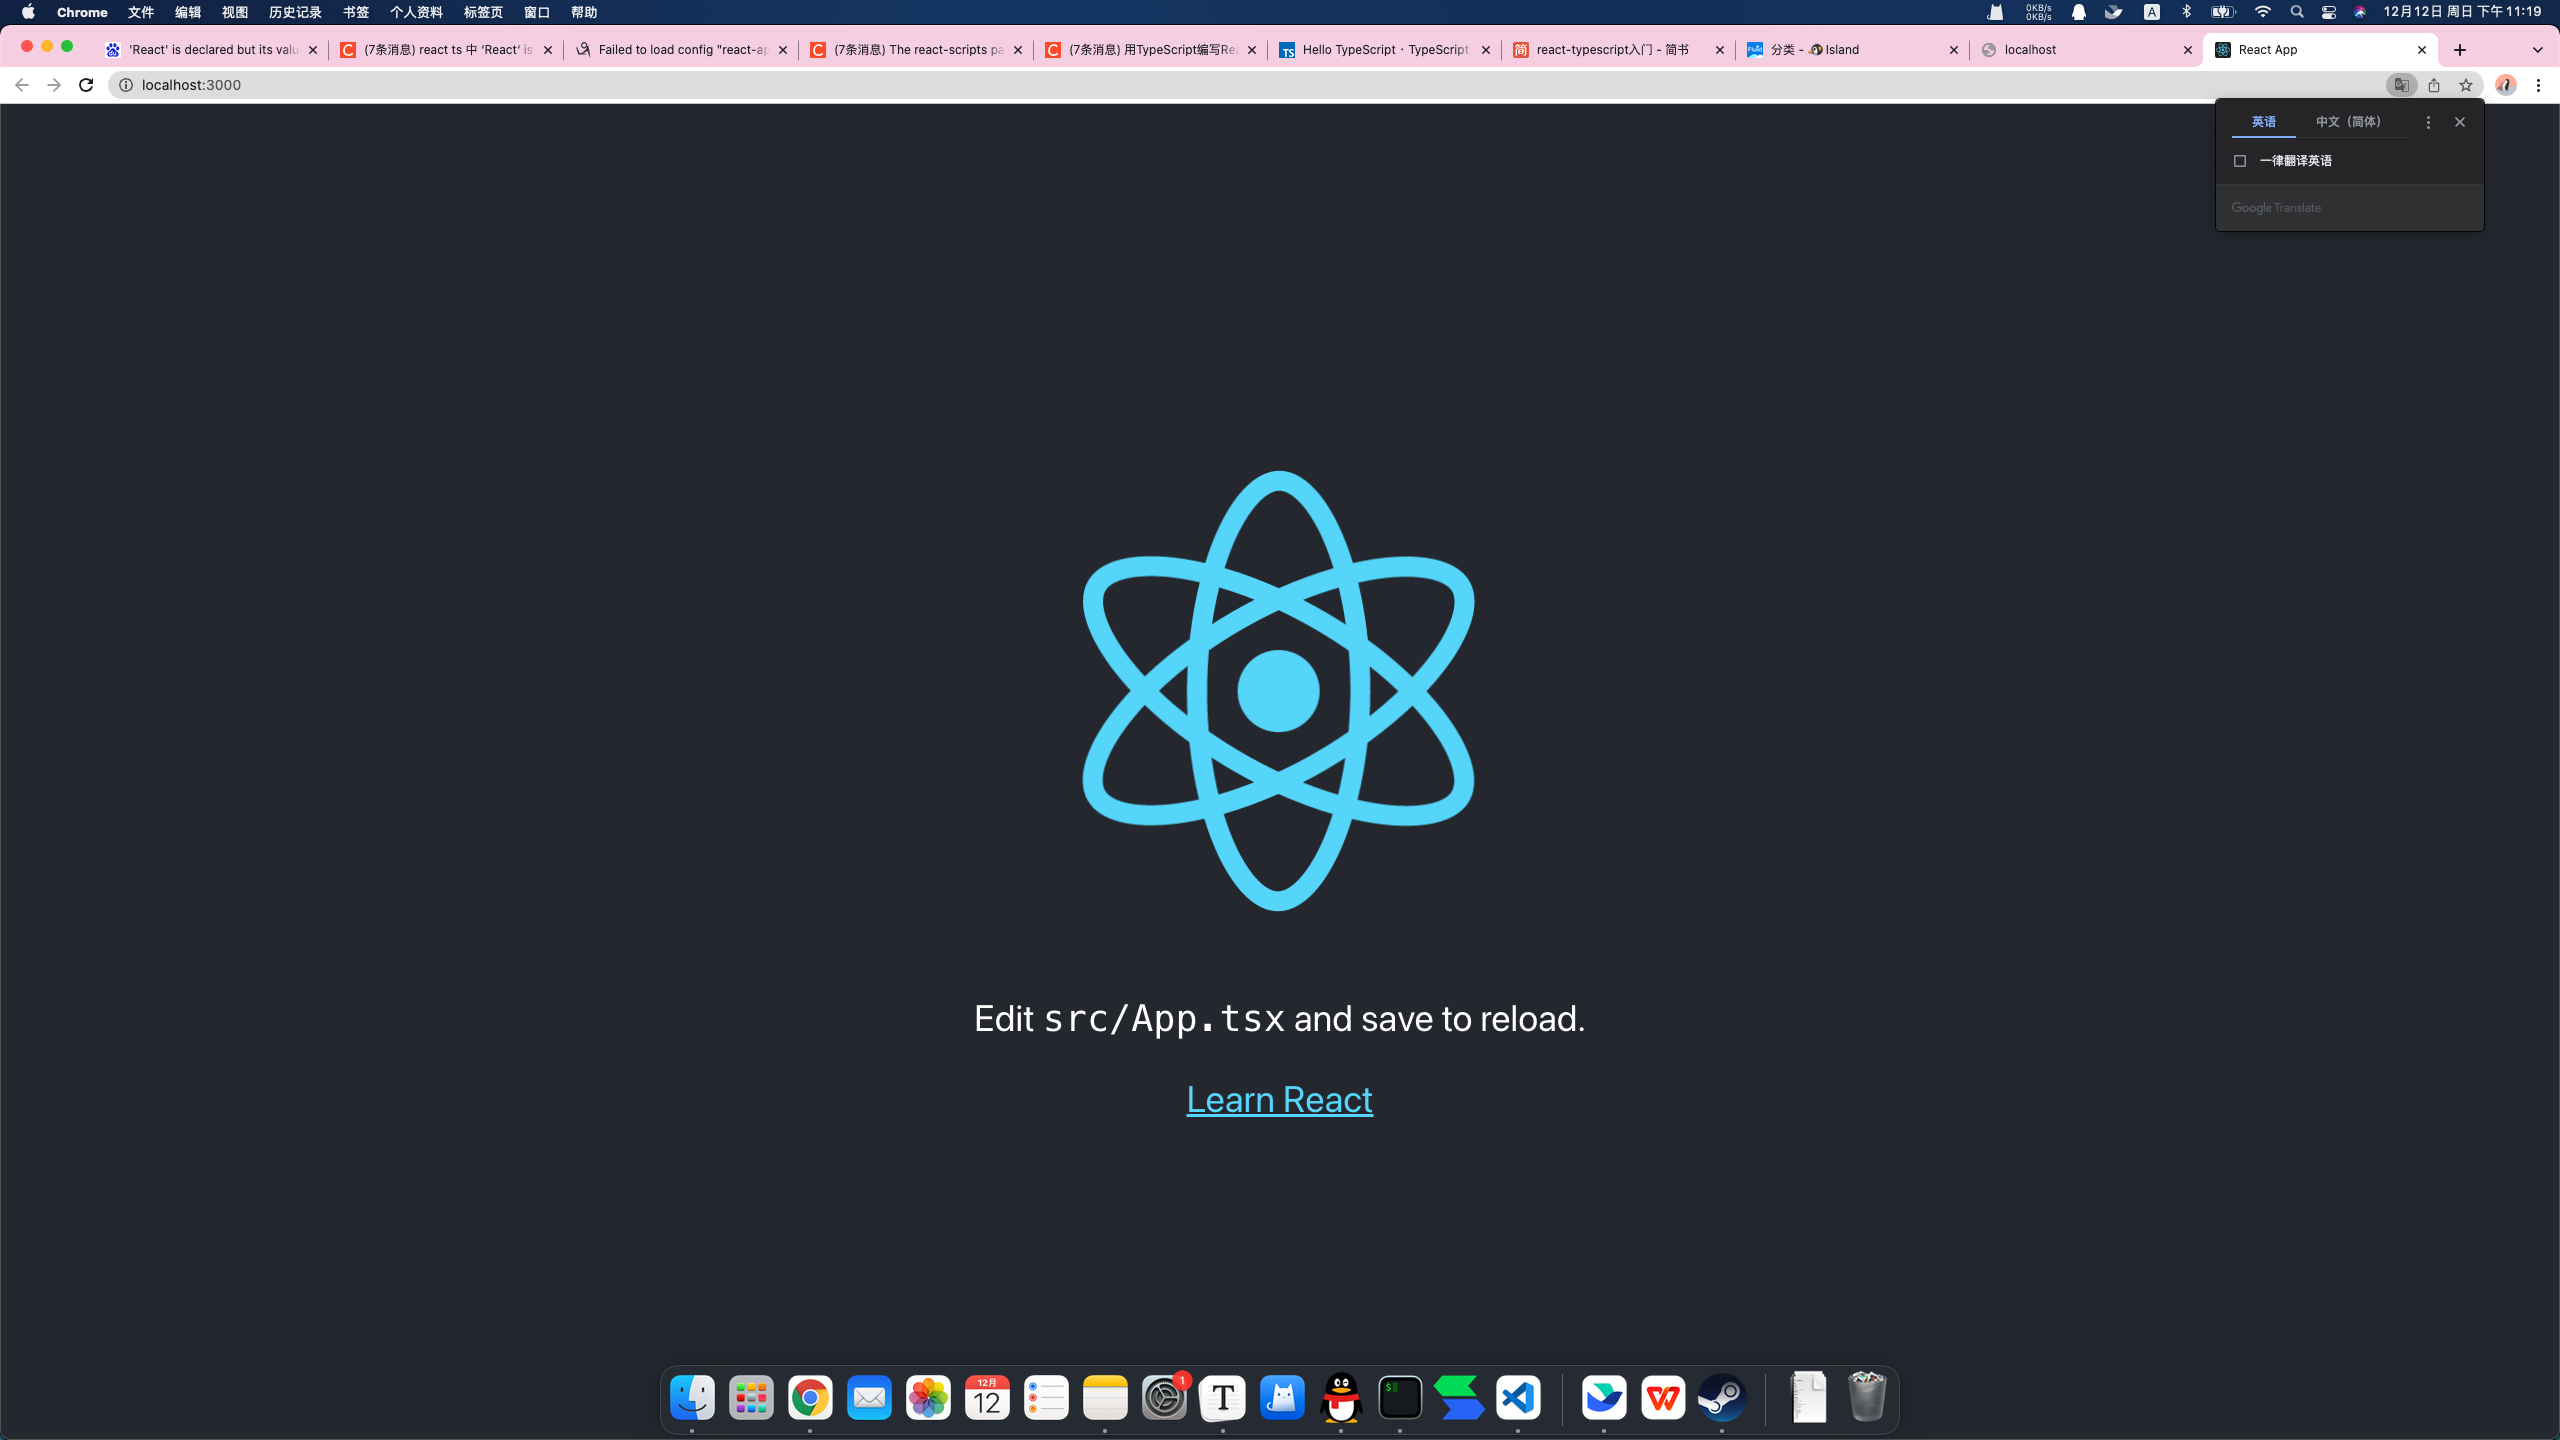 Chrome 文件 编辑 视图 历史记录 书签 个人资料 标签页 窗口 帮助 0KB/s 0KB/s A 12月12日 周日 下午 11:19
'React' is declared but its valu (7条消息) react ts 中 ‘React’ is Failed to load config "react-ap (7条消息) The react-scripts pa (7条消息) 用TypeScript编写Rea TS Hello TypeScript · TypeScript 简 react-typescript入门 - 简书 Fluid 分类 - Island localhost React App
localhost:3000
英语 中文（简体）
一律翻译英语
Google Translate
Edit src/App.tsx and save to reload.
Learn React
12月
12
1
T
$